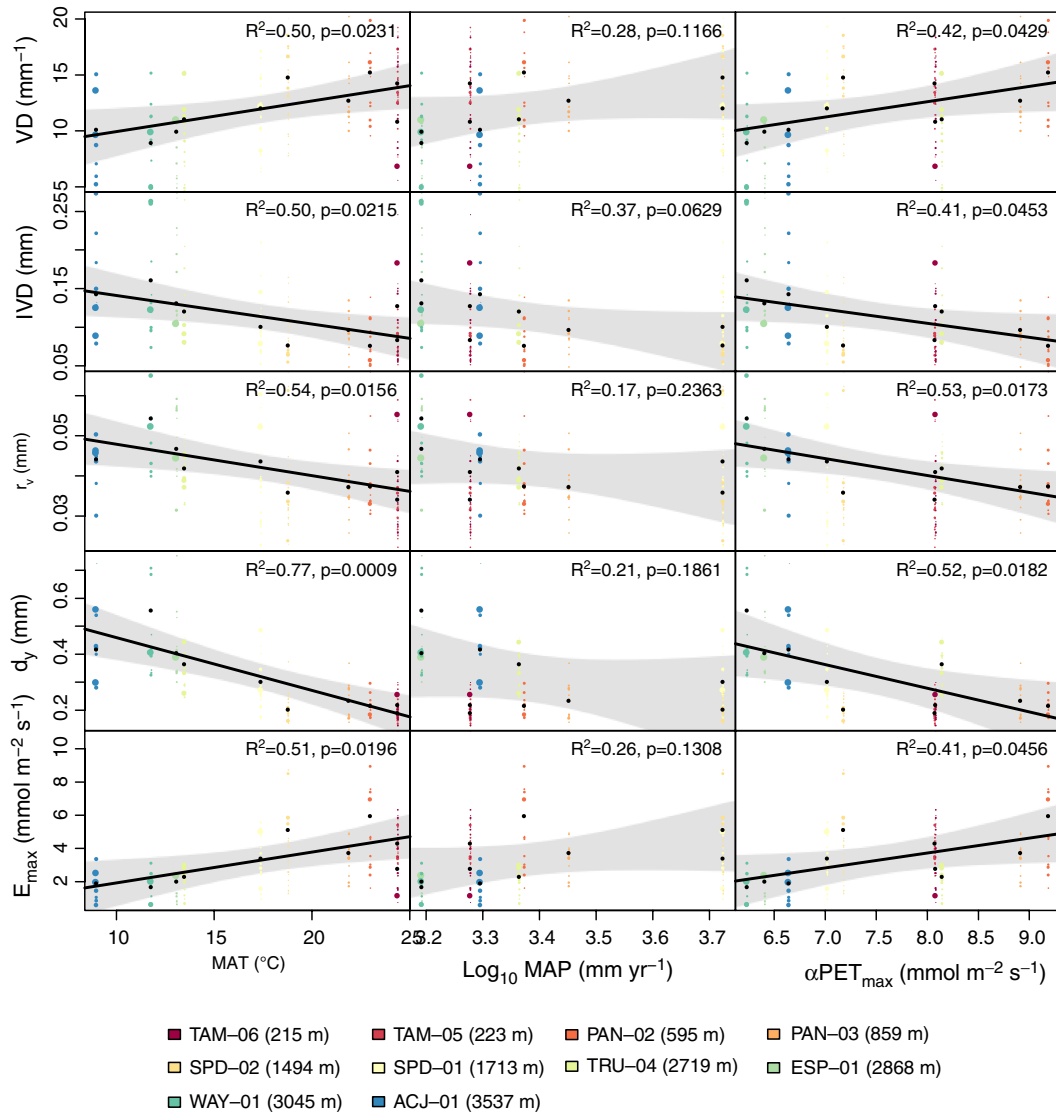 R²=0.50, p=0.0231
R²=0.28, p=0.1166
R²=0.42, p=0.0429
VD (mm⁻¹)
20
15
10
5
R²=0.50, p=0.0215
R²=0.37, p=0.0629
R²=0.41, p=0.0453
IVD (mm)
0.25
0.15
0.05
R²=0.54, p=0.0156
R²=0.17, p=0.2363
R²=0.53, p=0.0173
r_v (mm)
0.05
0.03
R²=0.77, p=0.0009
R²=0.21, p=0.1861
R²=0.52, p=0.0182
d_y (mm)
0.6
0.4
0.2
R²=0.51, p=0.0196
R²=0.26, p=0.1308
R²=0.41, p=0.0456
E_max (mmol m⁻² s⁻¹)
10
8
6
4
2
10 15 20 25
3.2 3.3 3.4 3.5 3.6 3.7
6.5 7.0 7.5 8.0 8.5 9.0
MAT (°C)
Log₁₀ MAP (mm yr⁻¹)
αPET_max (mmol m⁻² s⁻¹)
TAM–06 (215 m) TAM–05 (223 m) PAN–02 (595 m) PAN–03 (859 m)
SPD–02 (1494 m) SPD–01 (1713 m) TRU–04 (2719 m) ESP–01 (2868 m)
WAY–01 (3045 m) ACJ–01 (3537 m)